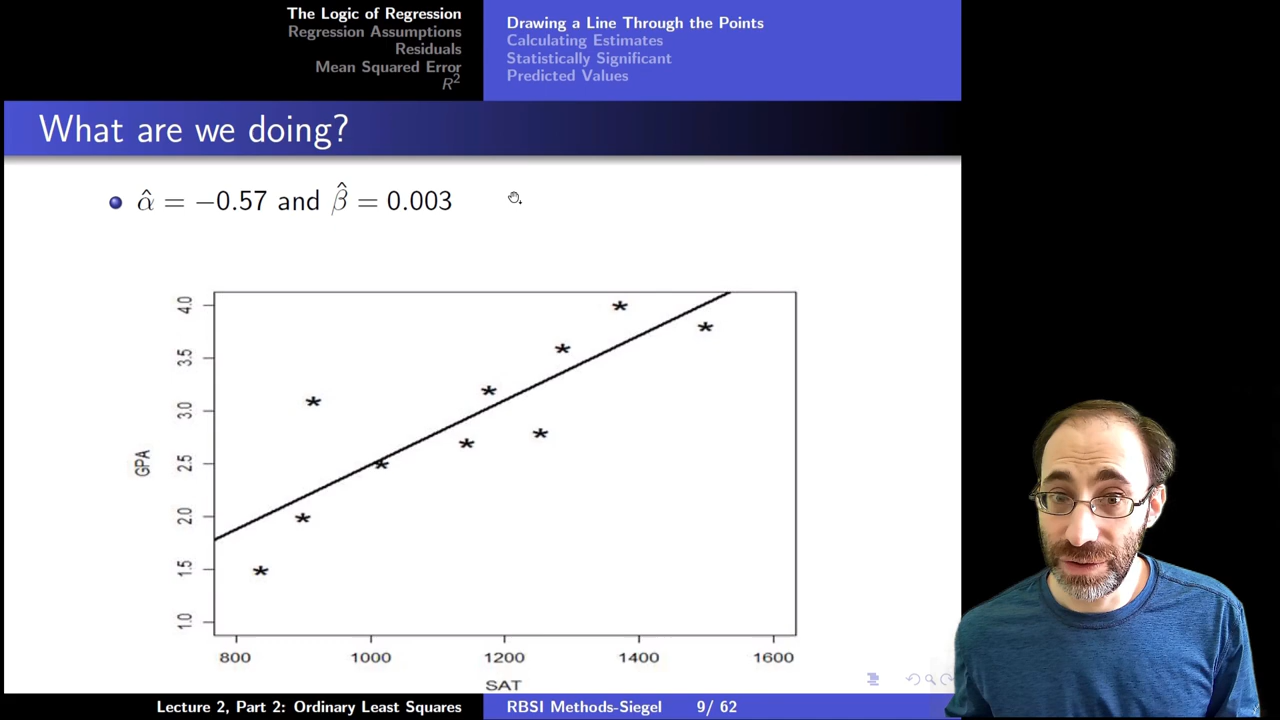 The Logic of Regression
Regression Assumptions
Residuals
Mean Squared Error
R²
Drawing a Line Through the Points
Calculating Estimates
Statistically Significant
Predicted Values
What are we doing?
α̂ = −0.57 and β̂ = 0.003
4.0
3.5
3.0
2.5
2.0
1.5
1.0
GPA
800 1000 1200 1400 1600
SAT
Lecture 2, Part 2: Ordinary Least Squares RBSI Methods-Siegel 9/ 62